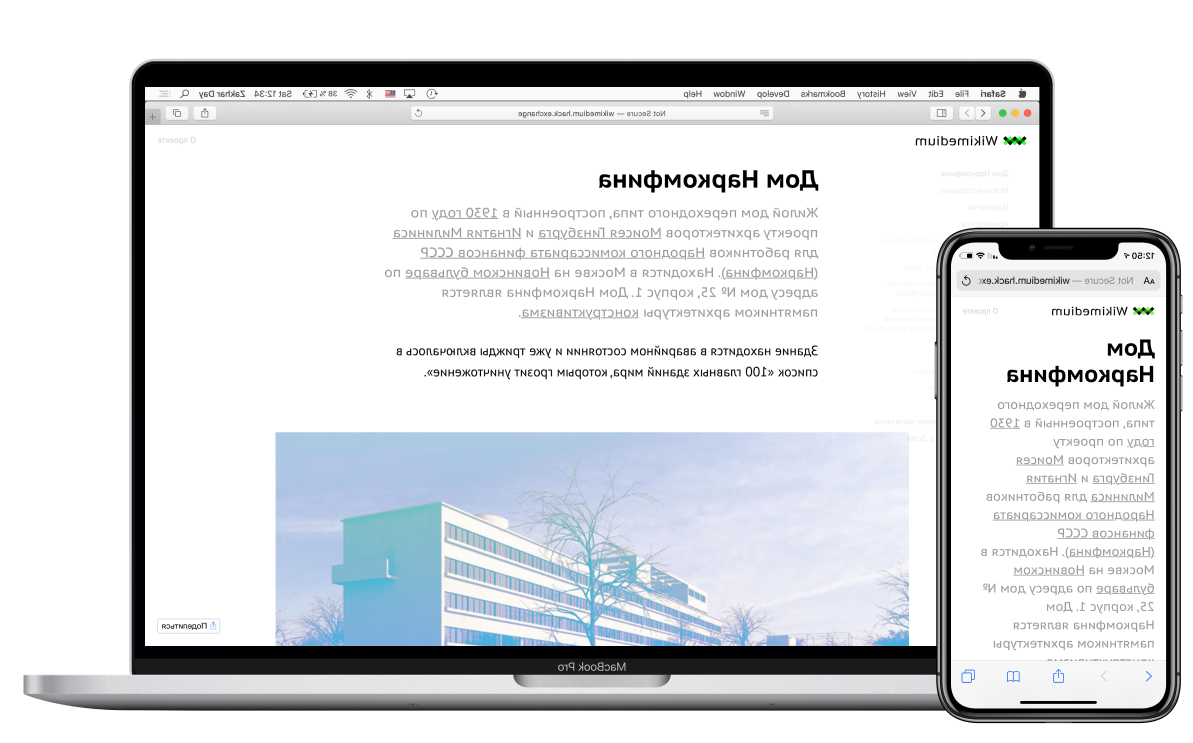 Safari File Edit View History Bookmarks Develop Window Help
38 % Sat 12:34 Zakhar Day
Not Secure — wikimedium.hack.exchange
Wikimedium
О проекте
Дом Наркомфина
История создания
Идеология
Дом Наркомфина
Жилой дом переходного типа, построенный в 1930 году по
проекту архитекторов Моисея Гинзбурга и Игнатия Милиниса
для работников Народного комиссариата финансов СССР
(Наркомфина). Находится в Москве на Новинском бульваре по
адресу дом № 25, корпус 1. Дом Наркомфина является
памятником архитектуры конструктивизма.
Здание находится в аварийном состоянии и уже трижды включалось в
список «100 главных зданий мира, которым грозит уничтожение».
Поделиться
MacBook Pro
12:50
AA Not Secure — wikimedium.hack.exc
Wikimedium
О проекте
Дом
Наркомфина
Жилой дом переходного
типа, построенный в 1930
году по проекту
архитекторов Моисея
Гинзбурга и Игнатия
Милиниса для работников
Народного комиссариата
финансов СССР
(Наркомфина). Находится в
Москве на Новинском
бульваре по адресу дом №
25, корпус 1. Дом
Наркомфина является
памятником архитектуры
конструктивизма